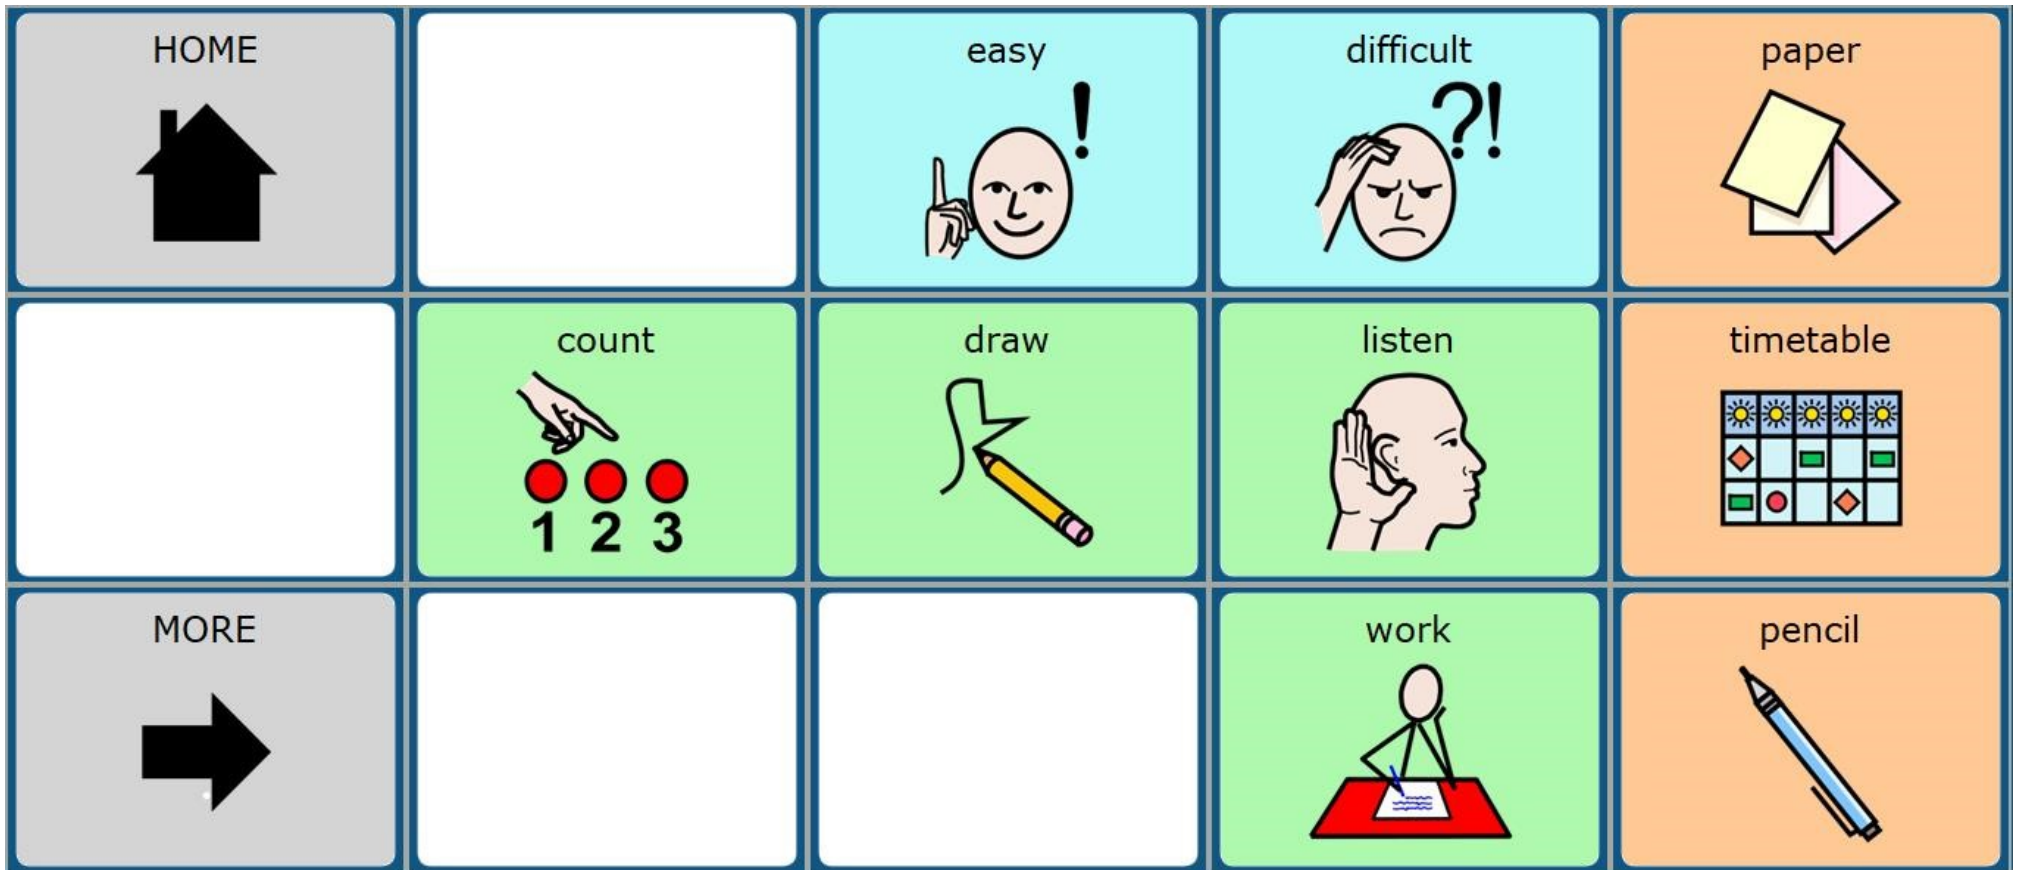 HOME
easy
!
difficult
?!
paper
count
1 2 3
draw
listen
timetable
MORE
work
pencil